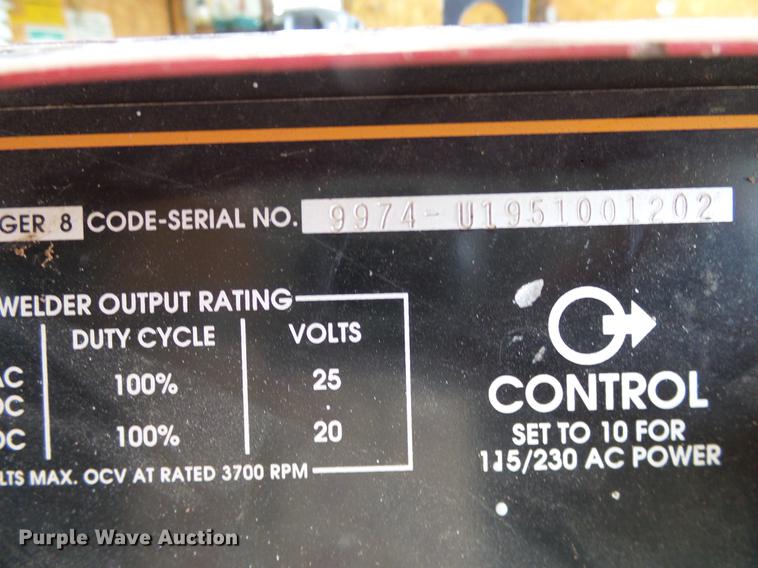 GER 8 CODE-SERIAL NO. 9974-U1951001202
WELDER OUTPUT RATING
DUTY CYCLE VOLTS
AC 100% 25
DC
DC 100% 20
LTS MAX. OCV AT RATED 3700 RPM
CONTROL
SET TO 10 FOR
115/230 AC POWER
Purple Wave Auction